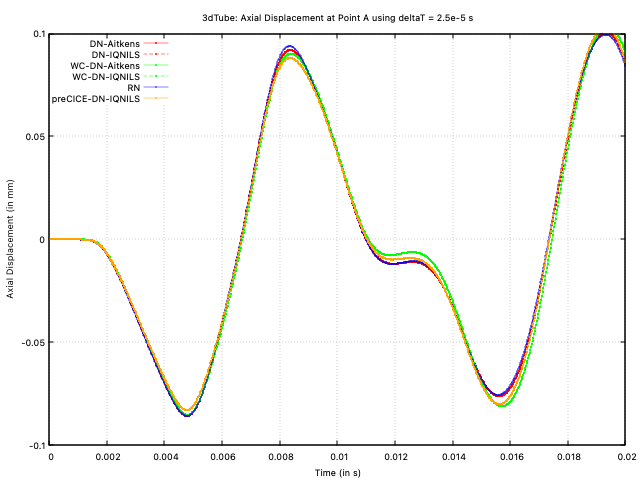 3dTube: Axial Displacement at Point A using deltaT = 2.5e-5 s
DN-Aitkens
DN-IQNILS
WC-DN-Aitkens
WC-DN-IQNILS
RN
preCICE-DN-IQNILS
0.1
0.05
0
-0.05
-0.1
Axial Displacement (in mm)
0 0.002 0.004 0.006 0.008 0.01 0.012 0.014 0.016 0.018 0.02
Time (in s)